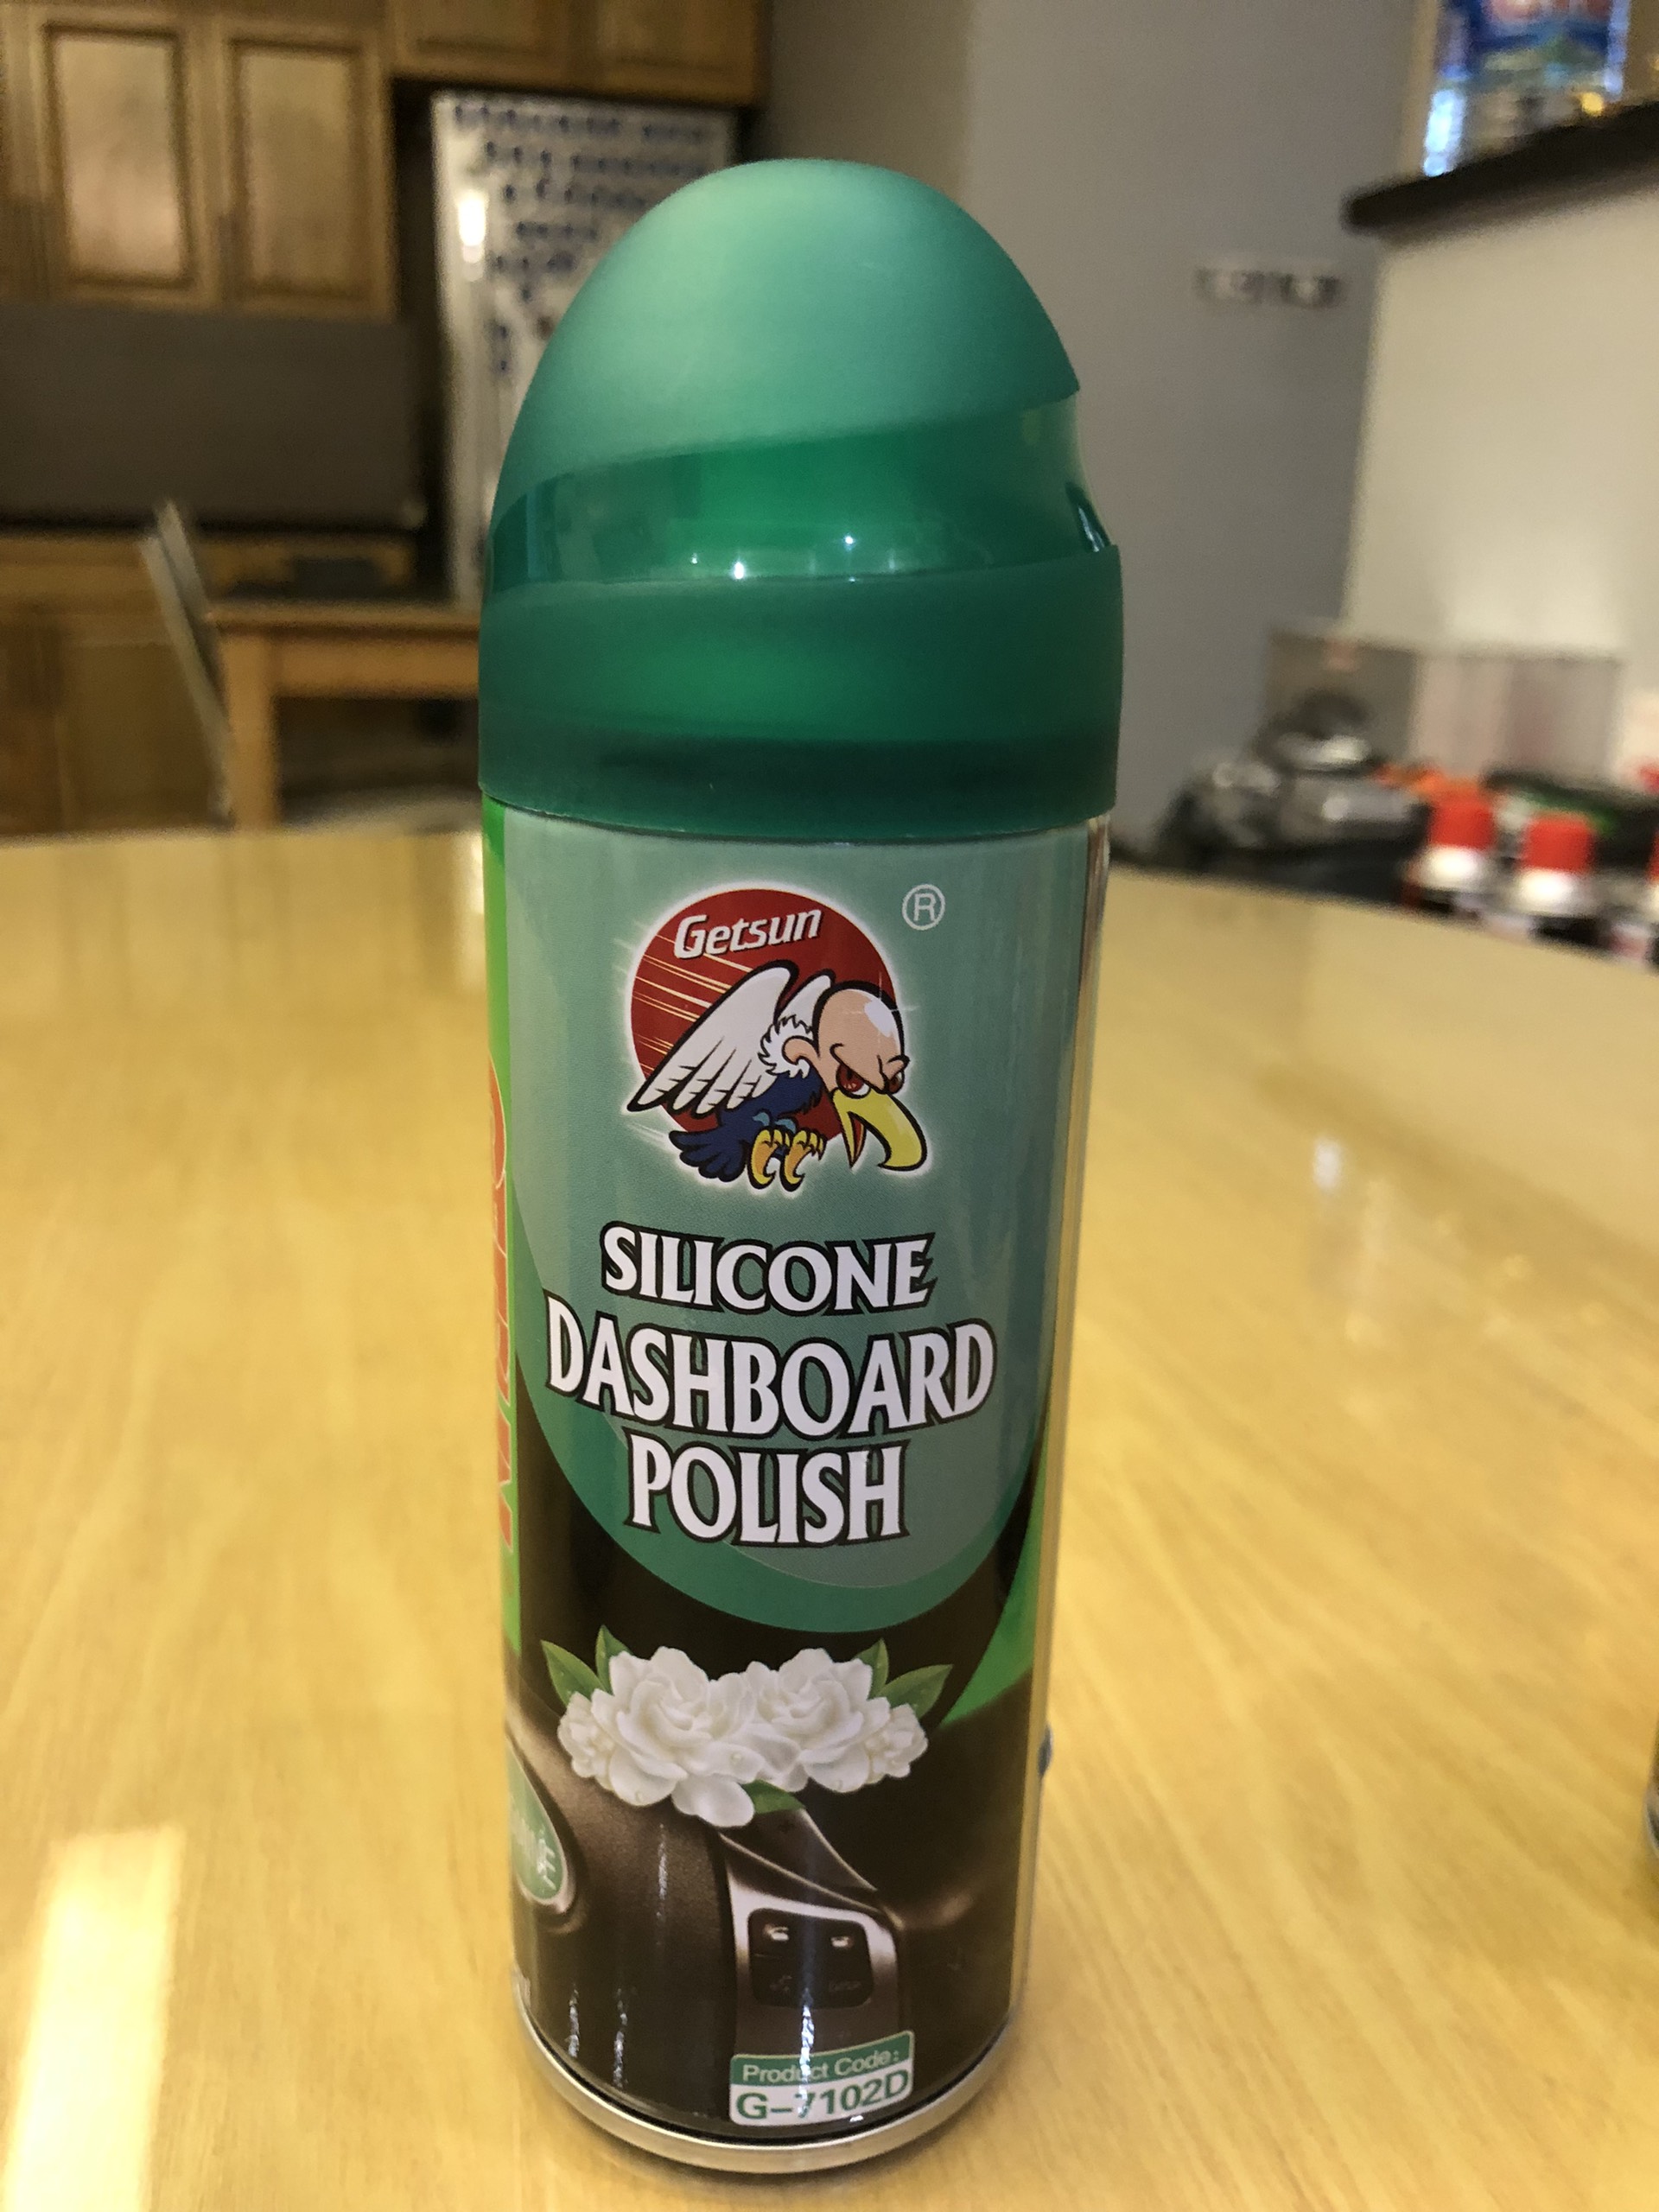 Getsun
®
SILICONE
DASHBOARD
POLISH
Product Code:
G-7102D